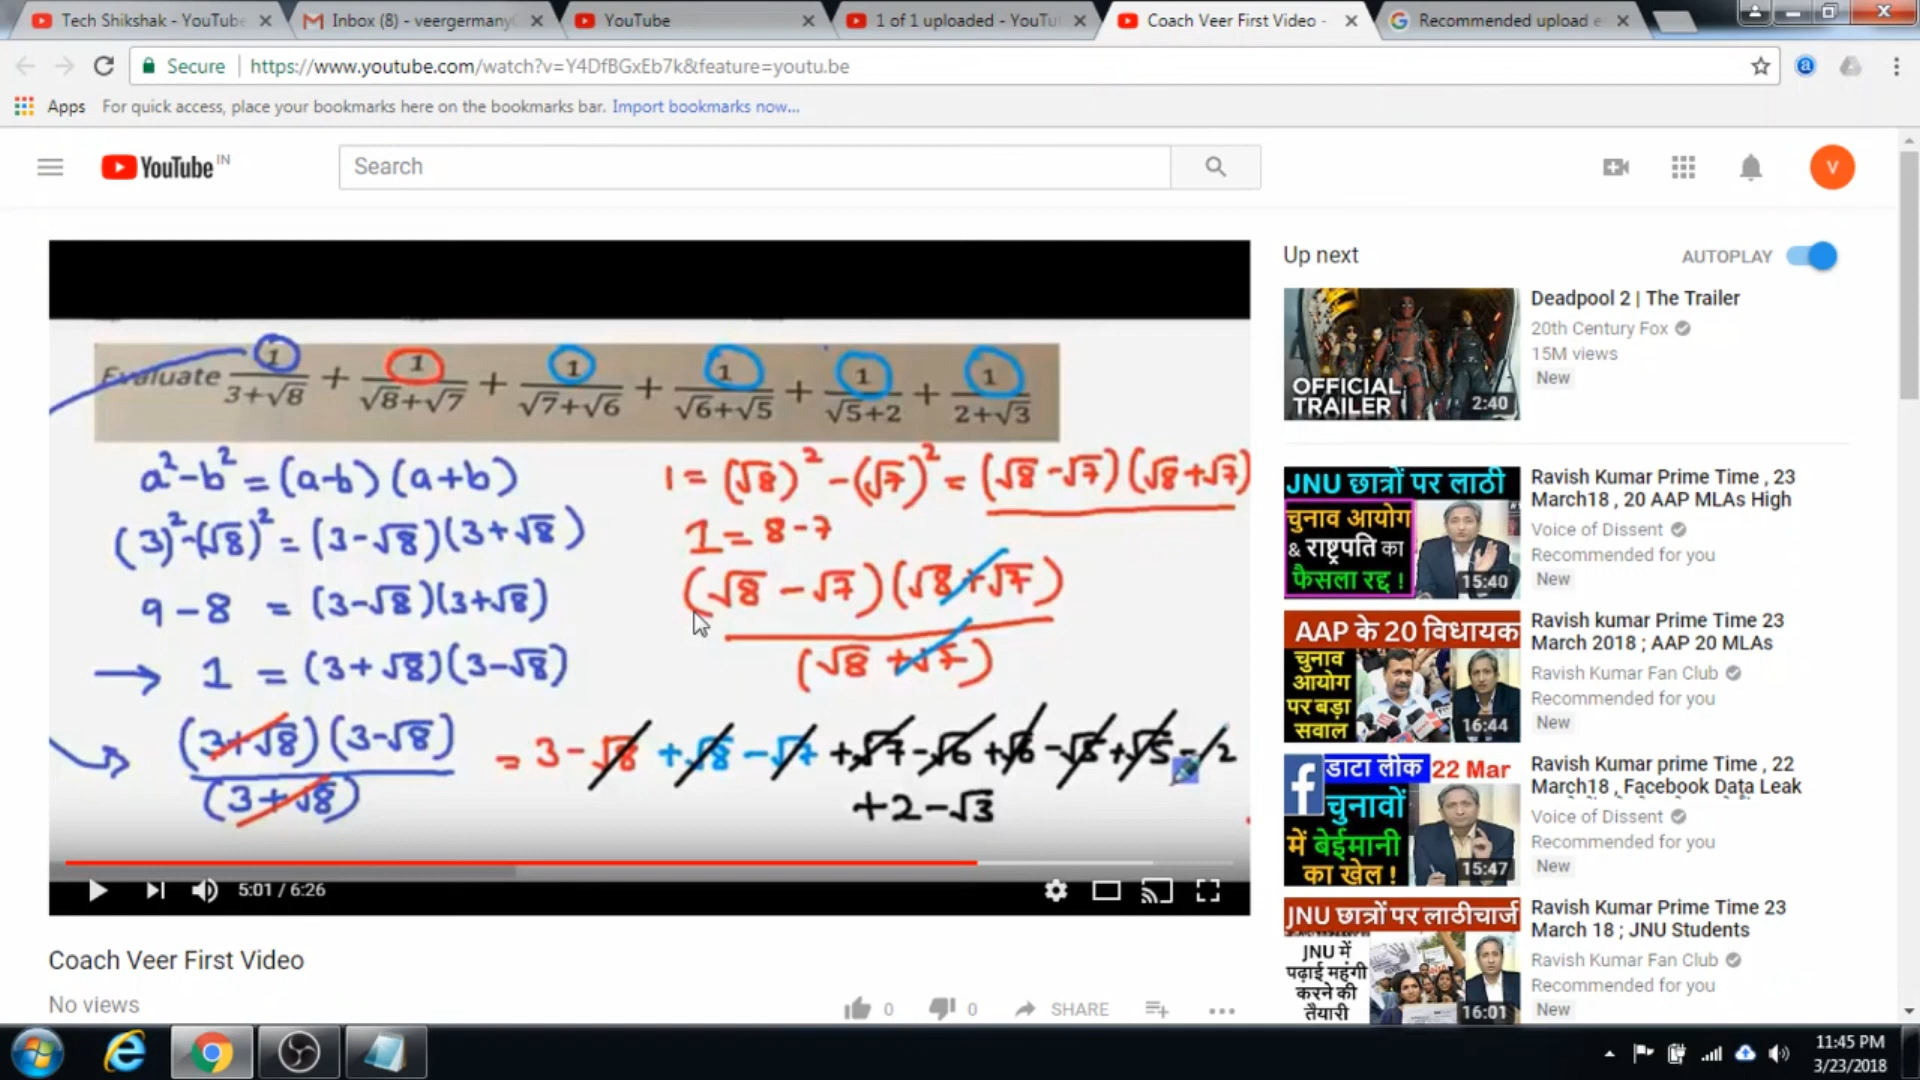 Tech Shikshak - YouTube
Inbox (8) - veergermany
YouTube
1 of 1 uploaded - YouTu
Coach Veer First Video -
Recommended upload e
Secure | https://www.youtube.com/watch?v=Y4DfBGxEb7k&feature=youtu.be
Apps For quick access, place your bookmarks here on the bookmarks bar. Import bookmarks now...
YouTube IN
Search
V
Evaluate 1/(3+√8) + 1/(√8+√7) + 1/(√7+√6) + 1/(√6+√5) + 1/(√5+2) + 1/(2+√3)
a²-b² = (a-b)(a+b)
(3)²-(√8)² = (3-√8)(3+√8)
9-8 = (3-√8)(3+√8)
→ 1 = (3+√8)(3-√8)
(3+√8)(3-√8)
(3+√8)
1 = (√8)² - (√7)² = (√8-√7)(√8+√7)
1 = 8-7
(√8 - √7)(√8+√7)
(√8+√7)
= 3-√8 +√8-√7 +√7-√6+√6-√5+√5-2
+2-√3
5:01 / 6:26
Coach Veer First Video
No views
0
0
SHARE
Up next
AUTOPLAY
OFFICIAL
TRAILER
2:40
Deadpool 2 | The Trailer
20th Century Fox
15M views
New
JNU छात्रों पर लाठी
चुनाव आयोग
& राष्ट्रपति का
फैसला रद्द !
15:40
Ravish Kumar Prime Time , 23
March18 , 20 AAP MLAs High
Voice of Dissent
Recommended for you
New
AAP के 20 विधायक
चुनाव
आयोग
पर बड़ा
सवाल
16:44
Ravish kumar Prime Time 23
March 2018 ; AAP 20 MLAs
Ravish Kumar Fan Club
Recommended for you
New
f डाटा लीक 22 Mar
चुनावों
में बेईमानी
का खेल !
15:47
Ravish Kumar prime Time , 22
March18 , Facebook Data Leak
Voice of Dissent
Recommended for you
New
JNU छात्रों पर लाठीचार्ज
JNU में
पढ़ाई महंगी
करने की
तैयारी
16:01
Ravish Kumar Prime Time 23
March 18 ; JNU Students
Ravish Kumar Fan Club
Recommended for you
New
11:45 PM
3/23/2018